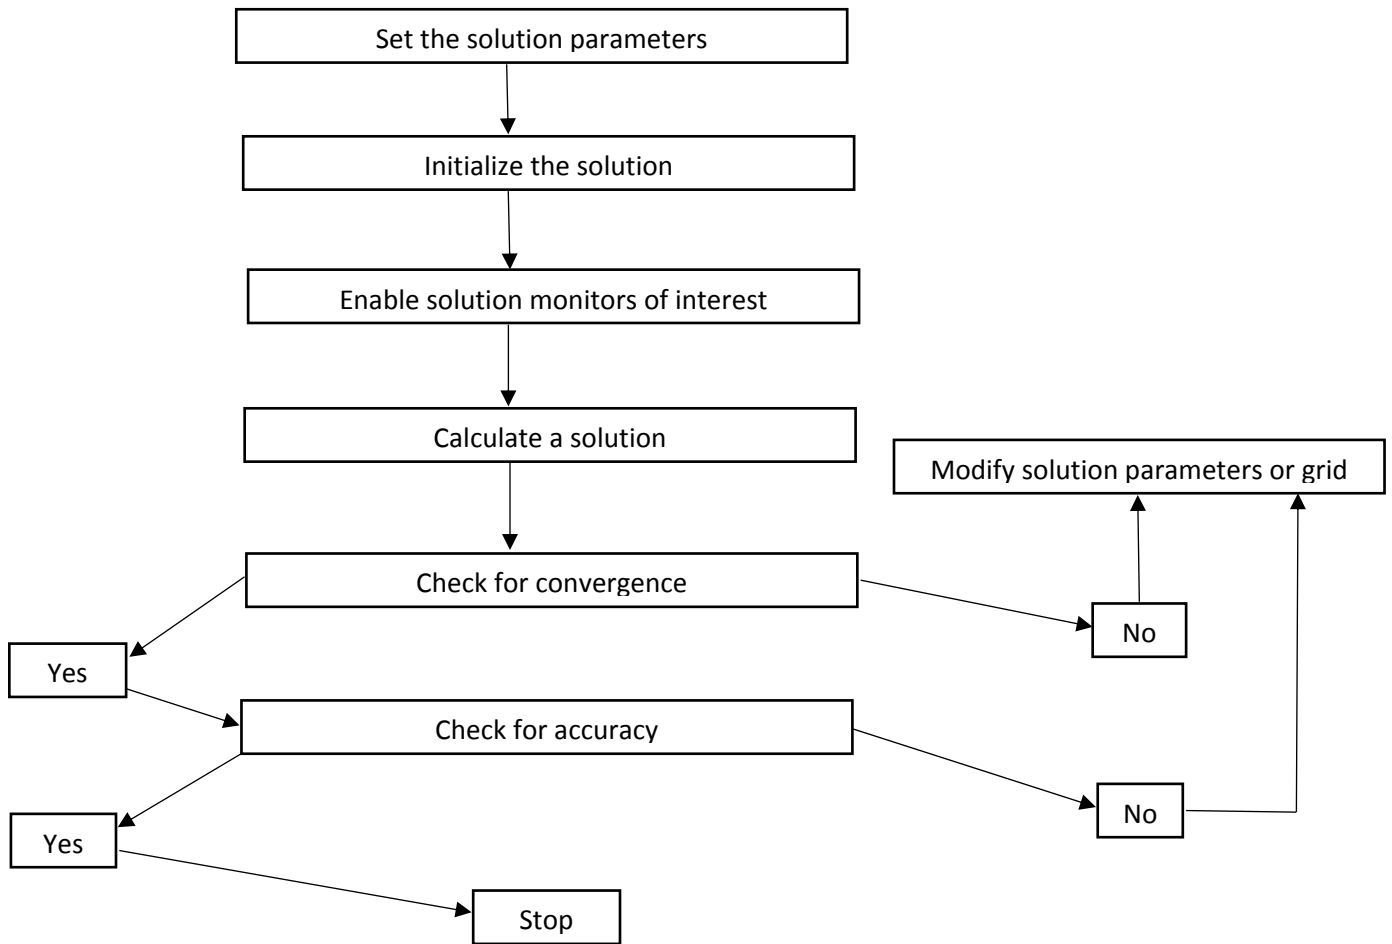 Set the solution parameters
Initialize the solution
Enable solution monitors of interest
Calculate a solution
Modify solution parameters or grid
Check for convergence
No
Yes
Check for accuracy
No
Yes
Stop